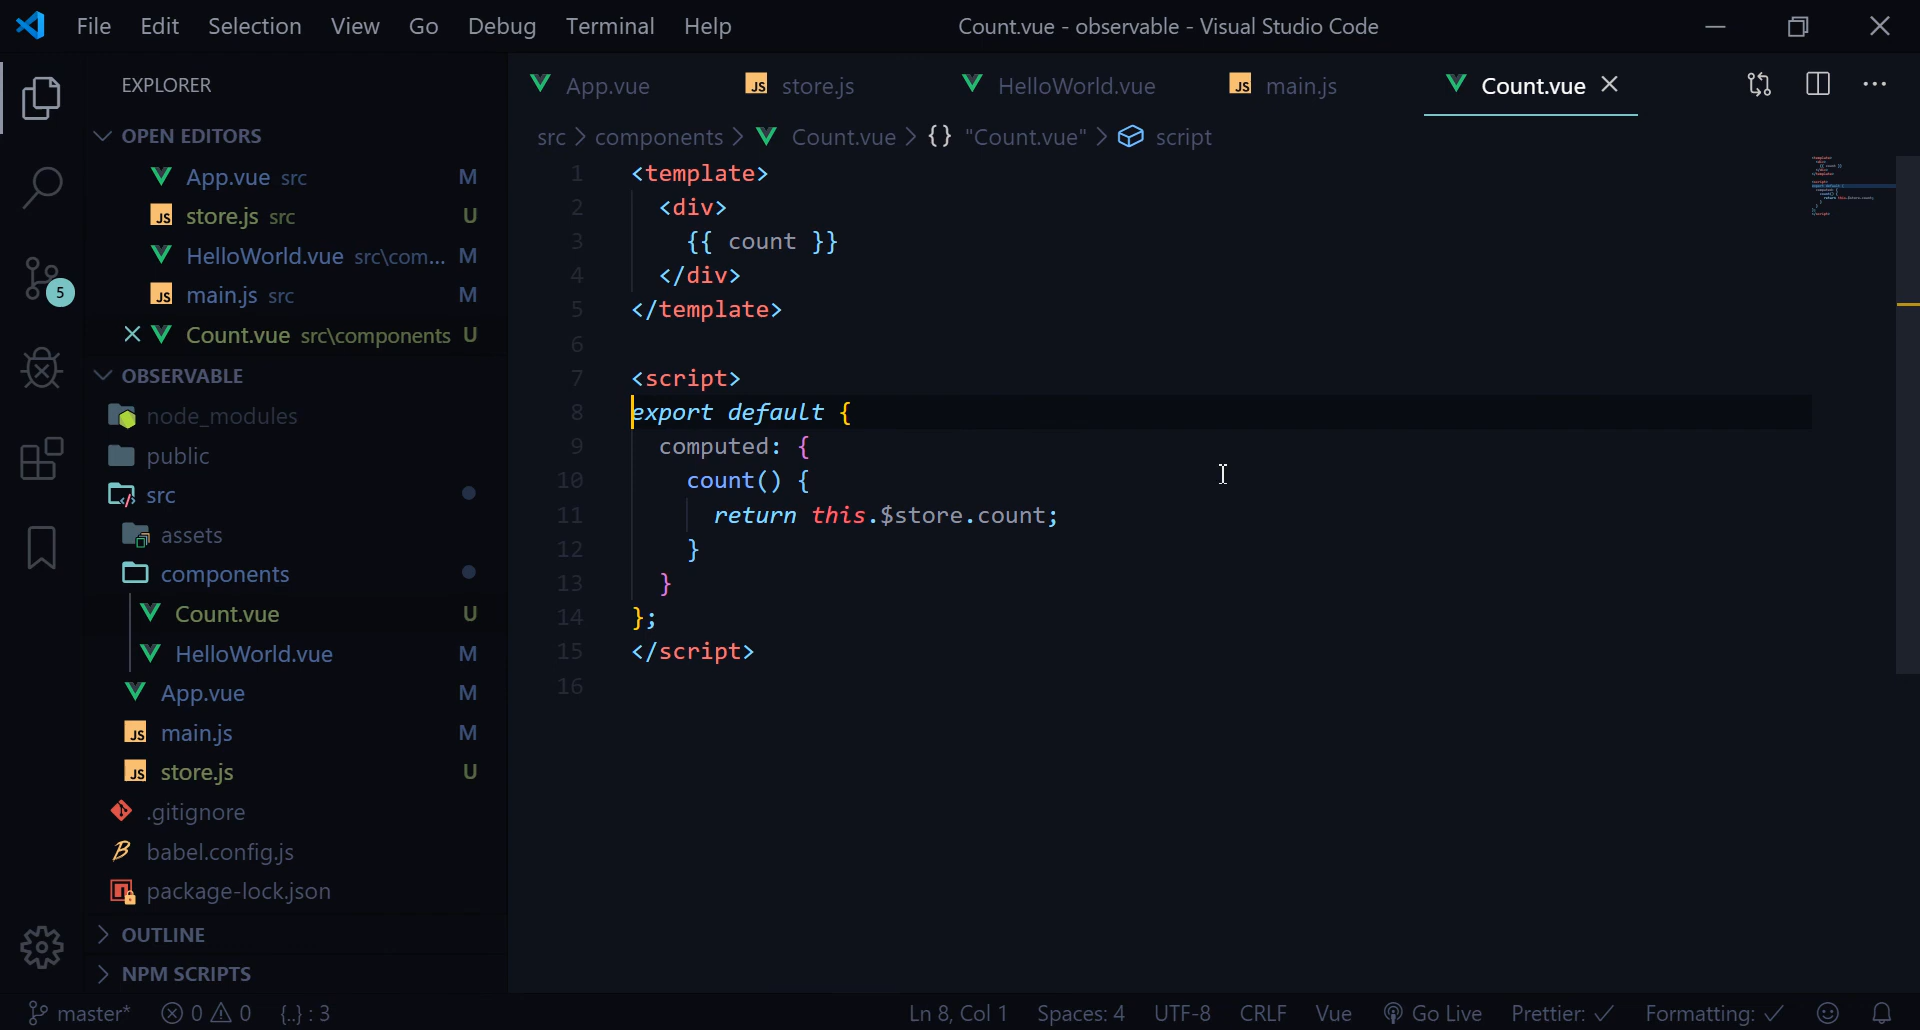 File Edit Selection View Go Debug Terminal Help Count.vue - observable - Visual Studio Code
EXPLORER
OPEN EDITORS
App.vue src M
JS store.js src U
HelloWorld.vue src\com... M
JS main.js src M
Count.vue src\components U
OBSERVABLE
node_modules
public
src
assets
components
Count.vue U
HelloWorld.vue M
App.vue M
JS main.js M
JS store.js U
.gitignore
babel.config.js
package-lock.json
OUTLINE
NPM SCRIPTS
5
App.vue JS store.js HelloWorld.vue JS main.js Count.vue
src > components > Count.vue > {} "Count.vue" > script
1 <template>
2 <div>
3 {{ count }}
4 </div>
5 </template>
6
7 <script>
8 export default {
9 computed: {
10 count() {
11 return this.$store.count;
12 }
13 }
14 };
15 </script>
16
master* 0 0 {..} : 3 Ln 8, Col 1 Spaces: 4 UTF-8 CRLF Vue Go Live Prettier: ✓ Formatting: ✓